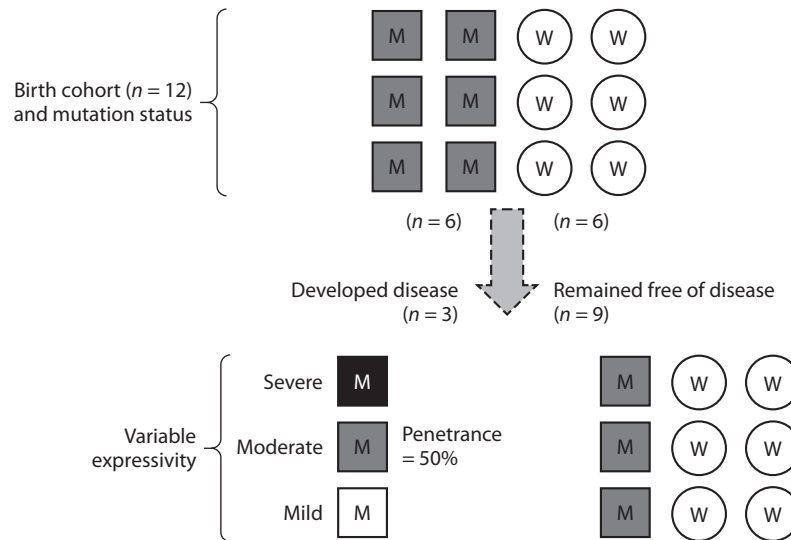 M M W W
Birth cohort (n = 12)
and mutation status
M M W W
M M W W
(n = 6) (n = 6)
Developed disease
(n = 3)
Remained free of disease
(n = 9)
Severe M M W W
Variable
expressivity
Moderate M Penetrance
= 50%
M W W
Mild M M W W